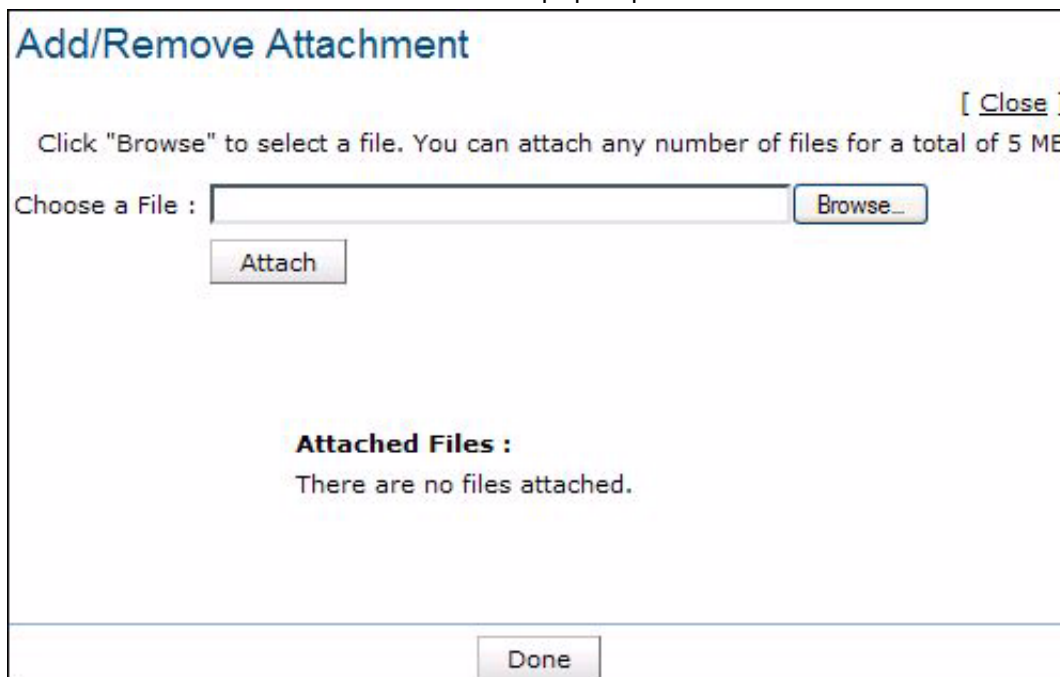 Add/Remove Attachment
[ Close ]
Click "Browse" to select a file. You can attach any number of files for a total of 5 MB
Choose a File :
Browse...
Attach
Attached Files :
There are no files attached.
Done